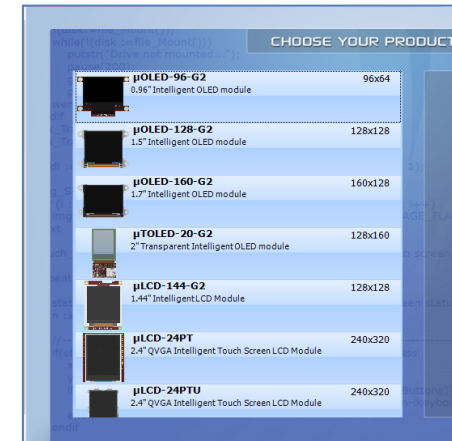 CHOOSE YOUR PRODUCT
µOLED-96-G2 96x64
0.96" Intelligent OLED module
µOLED-128-G2 128x128
1.5" Intelligent OLED module
µOLED-160-G2 160x128
1.7" Intelligent OLED module
µTOLED-20-G2 128x160
2" Transparent Intelligent OLED module
µLCD-144-G2 128x128
1.44" Intelligent LCD Module
µLCD-24PT 240x320
2.4" QVGA Intelligent Touch Screen LCD Module
µLCD-24PTU 240x320
2.4" QVGA Intelligent Touch Screen LCD Module
endif